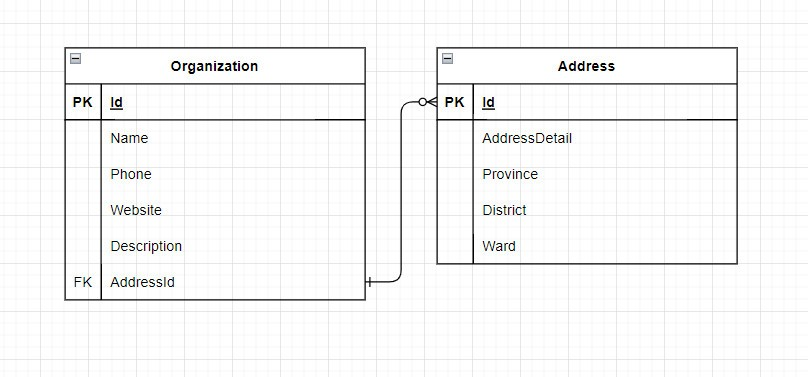 Organization
PK Id
Name
Phone
Website
Description
FK AddressId
Address
PK Id
AddressDetail
Province
District
Ward